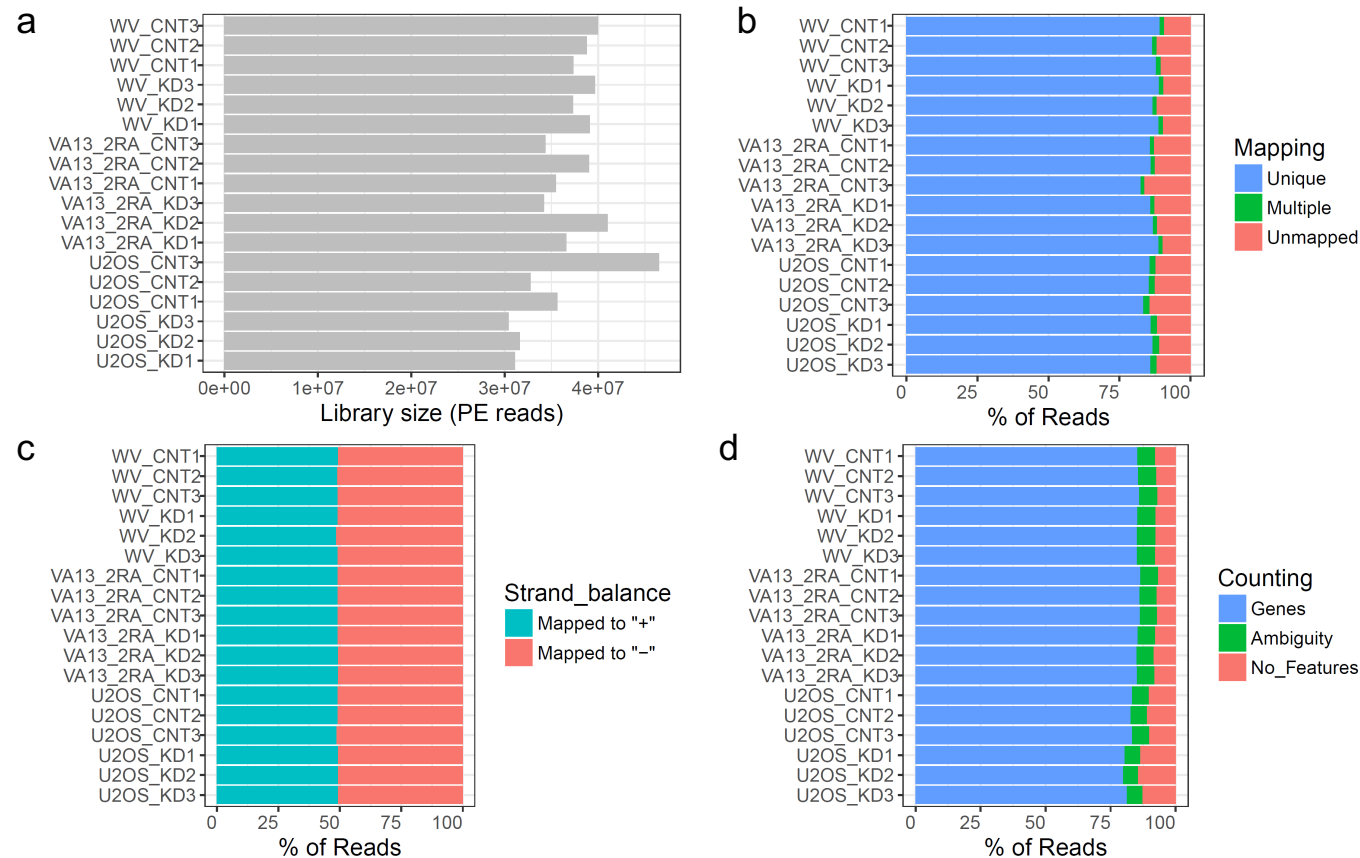 a
WV_CNT3
WV_CNT2
WV_CNT1
WV_KD3
WV_KD2
WV_KD1
VA13_2RA_CNT3
VA13_2RA_CNT2
VA13_2RA_CNT1
VA13_2RA_KD3
VA13_2RA_KD2
VA13_2RA_KD1
U2OS_CNT3
U2OS_CNT2
U2OS_CNT1
U2OS_KD3
U2OS_KD2
U2OS_KD1
0e+00 1e+07 2e+07 3e+07 4e+07
Library size (PE reads)
b
WV_CNT1
WV_CNT2
WV_CNT3
WV_KD1
WV_KD2
WV_KD3
VA13_2RA_CNT1
VA13_2RA_CNT2
VA13_2RA_CNT3
VA13_2RA_KD1
VA13_2RA_KD2
VA13_2RA_KD3
U2OS_CNT1
U2OS_CNT2
U2OS_CNT3
U2OS_KD1
U2OS_KD2
U2OS_KD3
0 25 50 75 100
% of Reads
Mapping
Unique
Multiple
Unmapped
c
WV_CNT1
WV_CNT2
WV_CNT3
WV_KD1
WV_KD2
WV_KD3
VA13_2RA_CNT1
VA13_2RA_CNT2
VA13_2RA_CNT3
VA13_2RA_KD1
VA13_2RA_KD2
VA13_2RA_KD3
U2OS_CNT1
U2OS_CNT2
U2OS_CNT3
U2OS_KD1
U2OS_KD2
U2OS_KD3
0 25 50 75 100
% of Reads
Strand_balance
Mapped to "+"
Mapped to "−"
d
WV_CNT1
WV_CNT2
WV_CNT3
WV_KD1
WV_KD2
WV_KD3
VA13_2RA_CNT1
VA13_2RA_CNT2
VA13_2RA_CNT3
VA13_2RA_KD1
VA13_2RA_KD2
VA13_2RA_KD3
U2OS_CNT1
U2OS_CNT2
U2OS_CNT3
U2OS_KD1
U2OS_KD2
U2OS_KD3
0 25 50 75 100
% of Reads
Counting
Genes
Ambiguity
No_Features